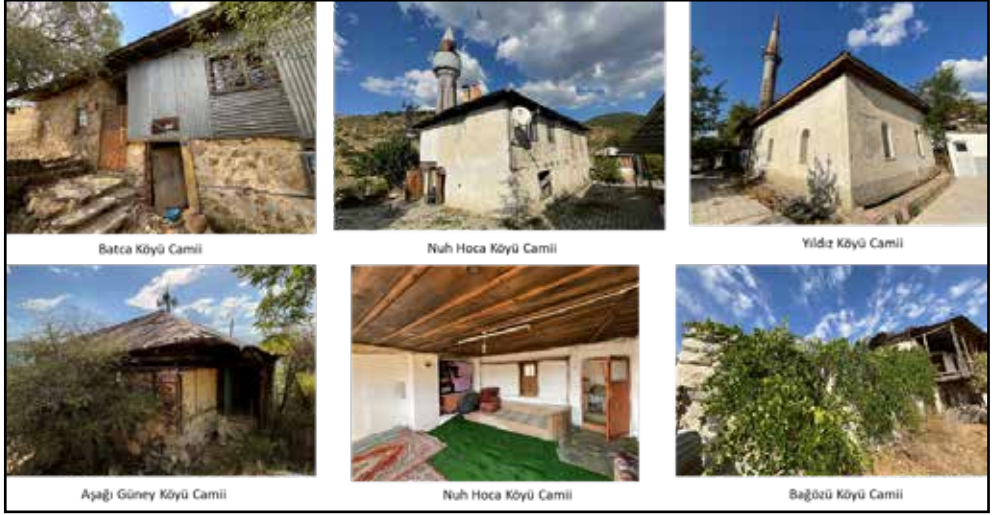 Batca Köyü Camii
Nuh Hoca Köyü Camii
Yıldız Köyü Camii
Aşağı Güney Köyü Camii
Nuh Hoca Köyü Camii
Bağözü Köyü Camii